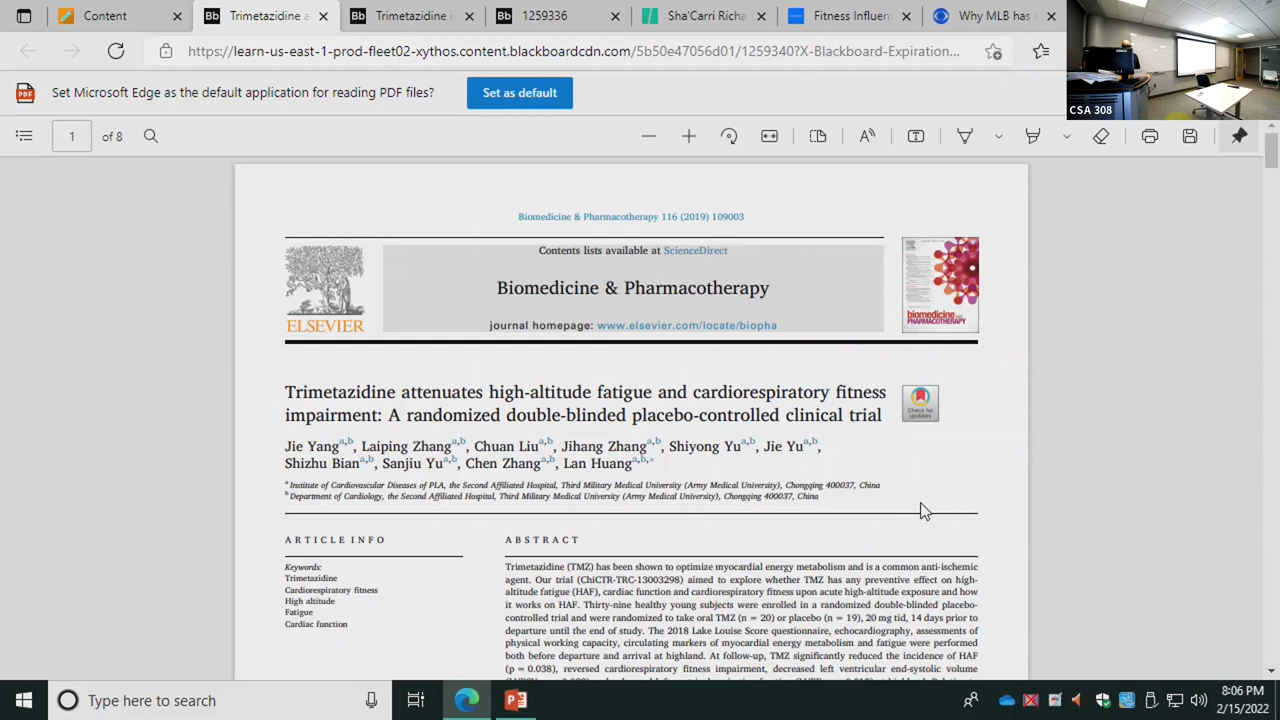 Content
Trimetazidine a
Trimetazidine i
1259336
Sha'Carri Richa
Fitness Influen
Why MLB has
https://learn-us-east-1-prod-fleet02-xythos.content.blackboardcdn.com/5b50e47056d01/1259340?X-Blackboard-Expiration...
CSA 308
PDF
Set Microsoft Edge as the default application for reading PDF files?
Set as default
1 of 8
Biomedicine & Pharmacotherapy 116 (2019) 109003
Contents lists available at ScienceDirect
Biomedicine & Pharmacotherapy
journal homepage: www.elsevier.com/locate/biopha
ELSEVIER
biomedicine
PHARMACOTHERAPY
Trimetazidine attenuates high-altitude fatigue and cardiorespiratory fitness
impairment: A randomized double-blinded placebo-controlled clinical trial
Check for
updates
Jie Yang^a,b, Laiping Zhang^a,b, Chuan Liu^a,b, Jihang Zhang^a,b, Shiyong Yu^a,b, Jie Yu^a,b,
Shizhu Bian^a,b, Sanjiu Yu^a,b, Chen Zhang^a,b, Lan Huang^a,b,*
a Institute of Cardiovascular Diseases of PLA, the Second Affiliated Hospital, Third Military Medical University (Army Medical University), Chongqing 400037, China
b Department of Cardiology, the Second Affiliated Hospital, Third Military Medical University (Army Medical University), Chongqing 400037, China
ARTICLE INFO
Keywords:
Trimetazidine
Cardiorespiratory fitness
High altitude
Fatigue
Cardiac function
ABSTRACT
Trimetazidine (TMZ) has been shown to optimize myocardial energy metabolism and is a common anti-ischemic
agent. Our trial (ChiCTR-TRC-13003298) aimed to explore whether TMZ has any preventive effect on high-
altitude fatigue (HAF), cardiac function and cardiorespiratory fitness upon acute high-altitude exposure and how
it works on HAF. Thirty-nine healthy young subjects were enrolled in a randomized double-blinded placebo-
controlled trial and were randomized to take oral TMZ (n = 20) or placebo (n = 19), 20 mg tid, 14 days prior to
departure until the end of study. The 2018 Lake Louise Score questionnaire, echocardiography, assessments of
physical working capacity, circulating markers of myocardial energy metabolism and fatigue were performed
both before departure and arrival at highland. At follow-up, TMZ significantly reduced the incidence of HAF
(p = 0.038), reversed cardiorespiratory fitness impairment, decreased left ventricular end-systolic volume
Type here to search
8:06 PM
2/15/2022